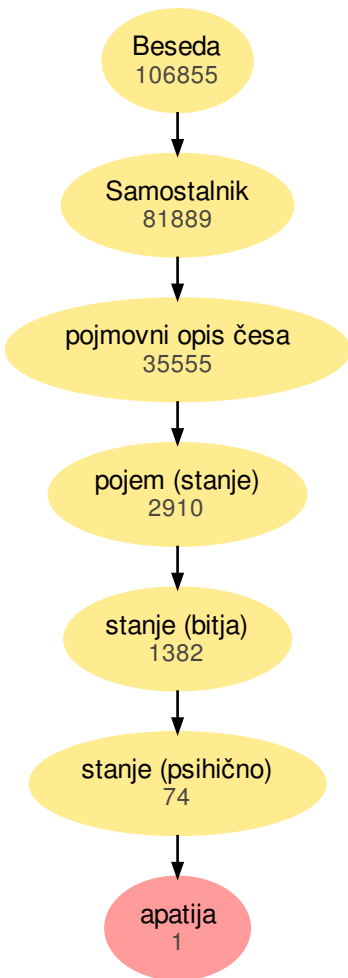 Beseda
106855
Samostalnik
81889
pojmovni opis česa
35555
pojem (stanje)
2910
stanje (bitja)
1382
stanje (psihično)
74
apatija
1